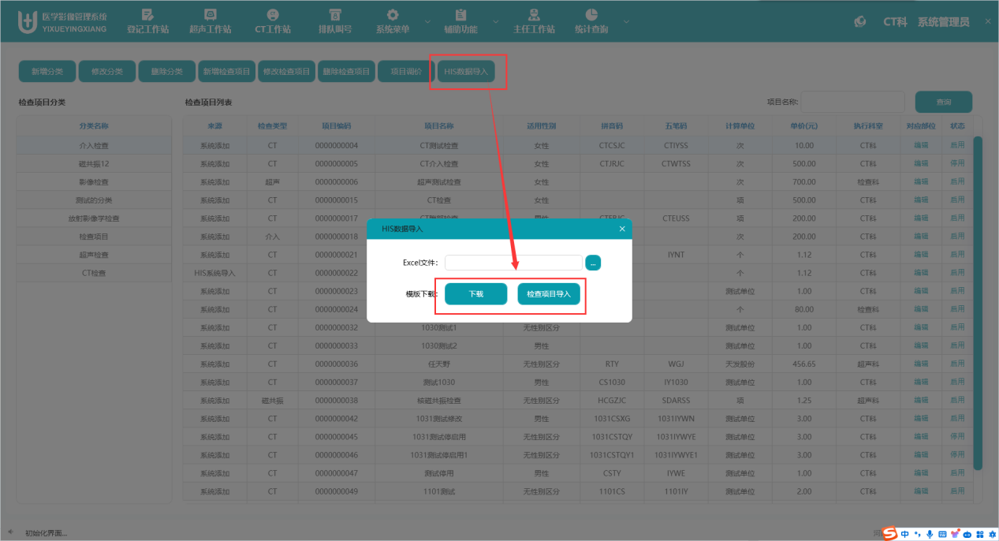 医学影像管理系统
YIXUEYINGXIANG
登记工作站 超声工作站 CT工作站 排队叫号 系统菜单 辅助功能 主任工作站 统计查询
CT科 系统管理员
新增分类 修改分类 删除分类 新增检查项目 修改检查项目 删除检查项目 项目调价 HIS数据导入
检查项目分类 检查项目列表 项目名称: 查询
分类名称 来源 检查类型 项目编码 项目名称 适用性别 拼音码 五笔码 计算单位 单价(元) 执行科室 对应部位 状态
介入检查 系统添加 CT 0000000004 CT测试检查 女性 CTCSJC CTIYSS 次 10.00 CT科 编辑 启用
磁共振12 系统添加 CT 0000000005 CT介入检查 女性 CTJRJC CTWTSS 次 500.00 CT科 编辑 停用
影像检查 系统添加 超声 0000000006 超声测试检查 女性 次 700.00 检查科 编辑 启用
测试的分类 系统添加 CT 0000000015 CT检查 女性 项 500.00 CT科 编辑 启用
放射影像学检查 系统添加 CT 0000000017 CTEUSS 项 200.00 CT科 编辑 启用
检查项目 系统添加 介入 0000000018 次 200.00 CT科 编辑 启用
超声检查 系统添加 CT 0000000021 IYNT 个 1.12 CT科 编辑 启用
CT检查 HIS系统导入 CT 0000000022 个 1.12 CT科 编辑 启用
系统添加 CT 0000000023 测试单位 1.00 CT科 编辑 启用
系统添加 CT 0000000024 个 80.00 检查科 编辑 启用
HIS数据导入
Excel文件: ...
模版下载: 下载 检查项目导入
系统添加 CT 0000000032 1030测试1 无性别区分 测试单位 1.00 CT科 编辑 启用
系统添加 CT 0000000033 1030测试2 男性 测试单位 1.00 CT科 编辑 启用
系统添加 CT 0000000036 任天野 无性别区分 RTY WGJ 天发股份 456.65 超声科 编辑 启用
系统添加 CT 0000000037 测试1030 男性 CS1030 IY1030 测试单位 1.00 CT科 编辑 启用
系统添加 磁共振 0000000038 核磁共振检查 无性别区分 HCGZJC SDARSS 项 1.25 超声科 编辑 启用
系统添加 CT 0000000042 1031测试修改 男性 1031CSXG 1031IYWN 测试单位 3.00 CT科 编辑 启用
系统添加 CT 0000000045 1031测试停启用 无性别区分 1031CSTQY 1031IYWYE 测试单位 3.00 CT科 编辑 停用
系统添加 CT 0000000046 1031测试停启用1 无性别区分 1031CSTQY1 1031IYWYE1 测试单位 3.00 CT科 编辑 停用
系统添加 CT 0000000047 测试停用 男性 CSTY IYWE 测试单位 1.00 CT科 编辑 启用
系统添加 CT 0000000049 1101测试 无性别区分 1101CS 1101IY 测试单位 2.00 CT科 编辑 启用
初始化界面... 河 中